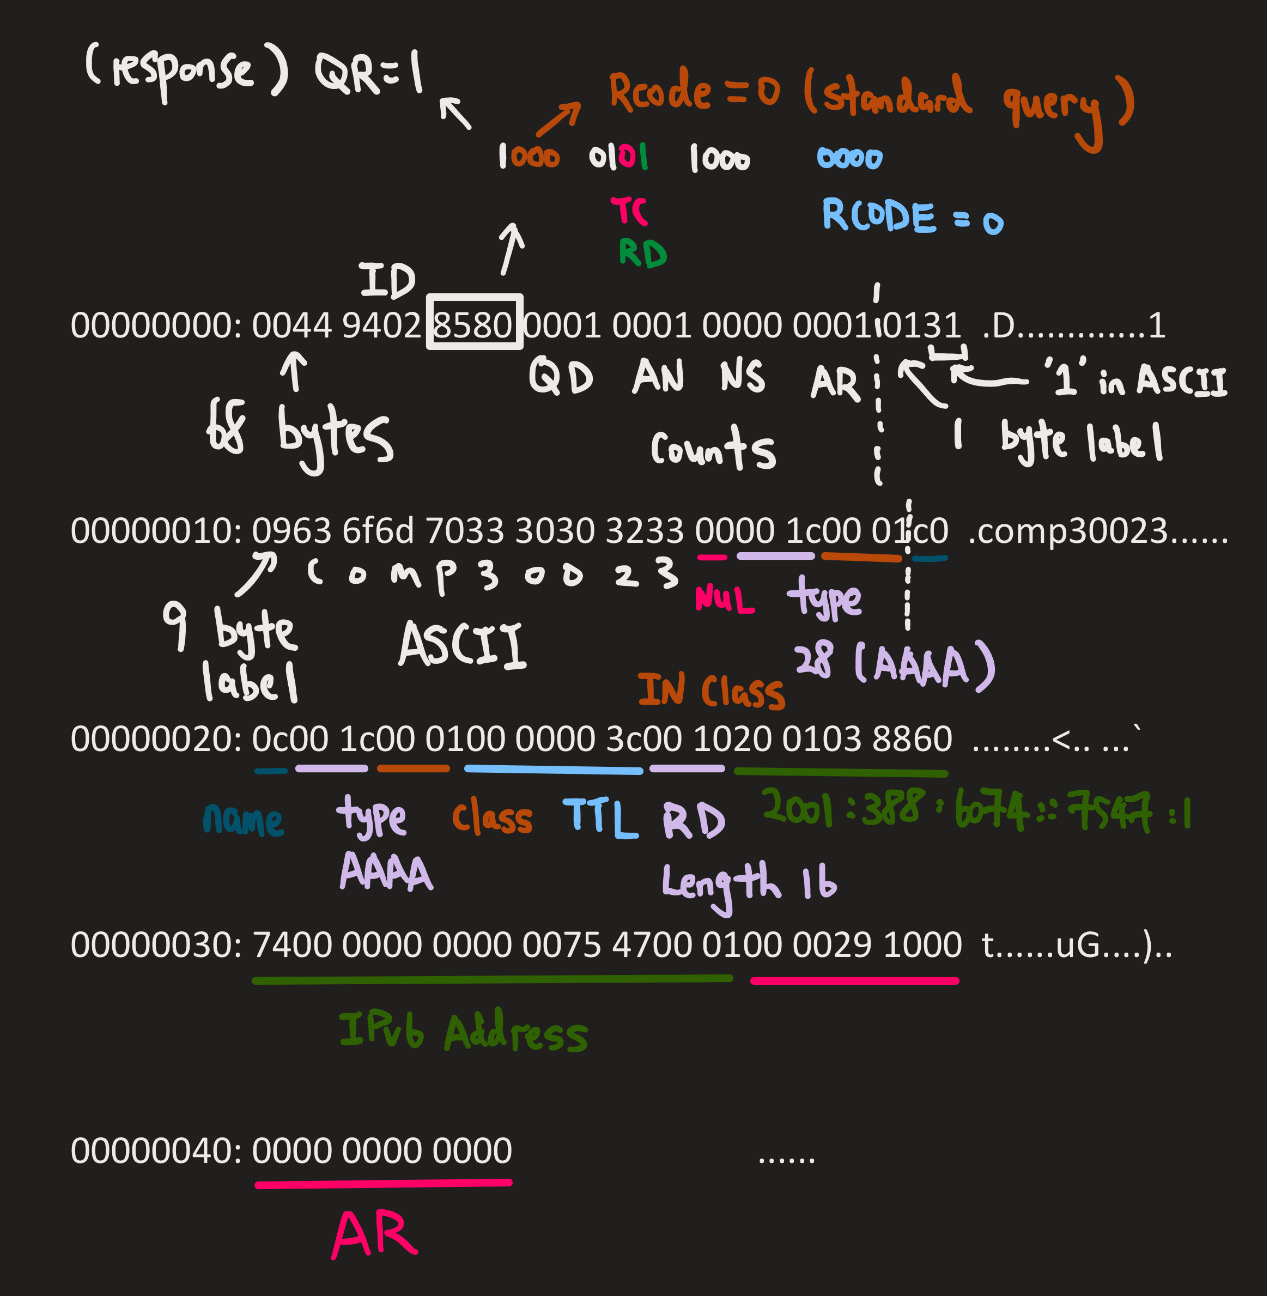 (response) QR=1
Rcode=0 (standard query)
1000 0101 1000 0000
TC
RCODE=0
RD
ID
00000000: 0044 9402 8580 0001 0001 0000 0001 0131 .D............1
QD AN NS AR
'1' in ASCII
68 bytes
counts
1 byte label
00000010: 0963 6f6d 7033 3030 3233 0000 1c00 01c0 .comp30023......
C O M P 3 0 0 2 3
NUL type
9 byte label
ASCII
28 (AAAA)
IN Class
00000020: 0c00 1c00 0100 0000 3c00 1020 0103 8860 ........<.. ...`
name type class TTL RD 2001:388:6074::7547:1
AAAA
Length 16
00000030: 7400 0000 0000 0075 4700 0100 0029 1000 t......uG....)..
IPv6 Address
00000040: 0000 0000 0000 ......
AR